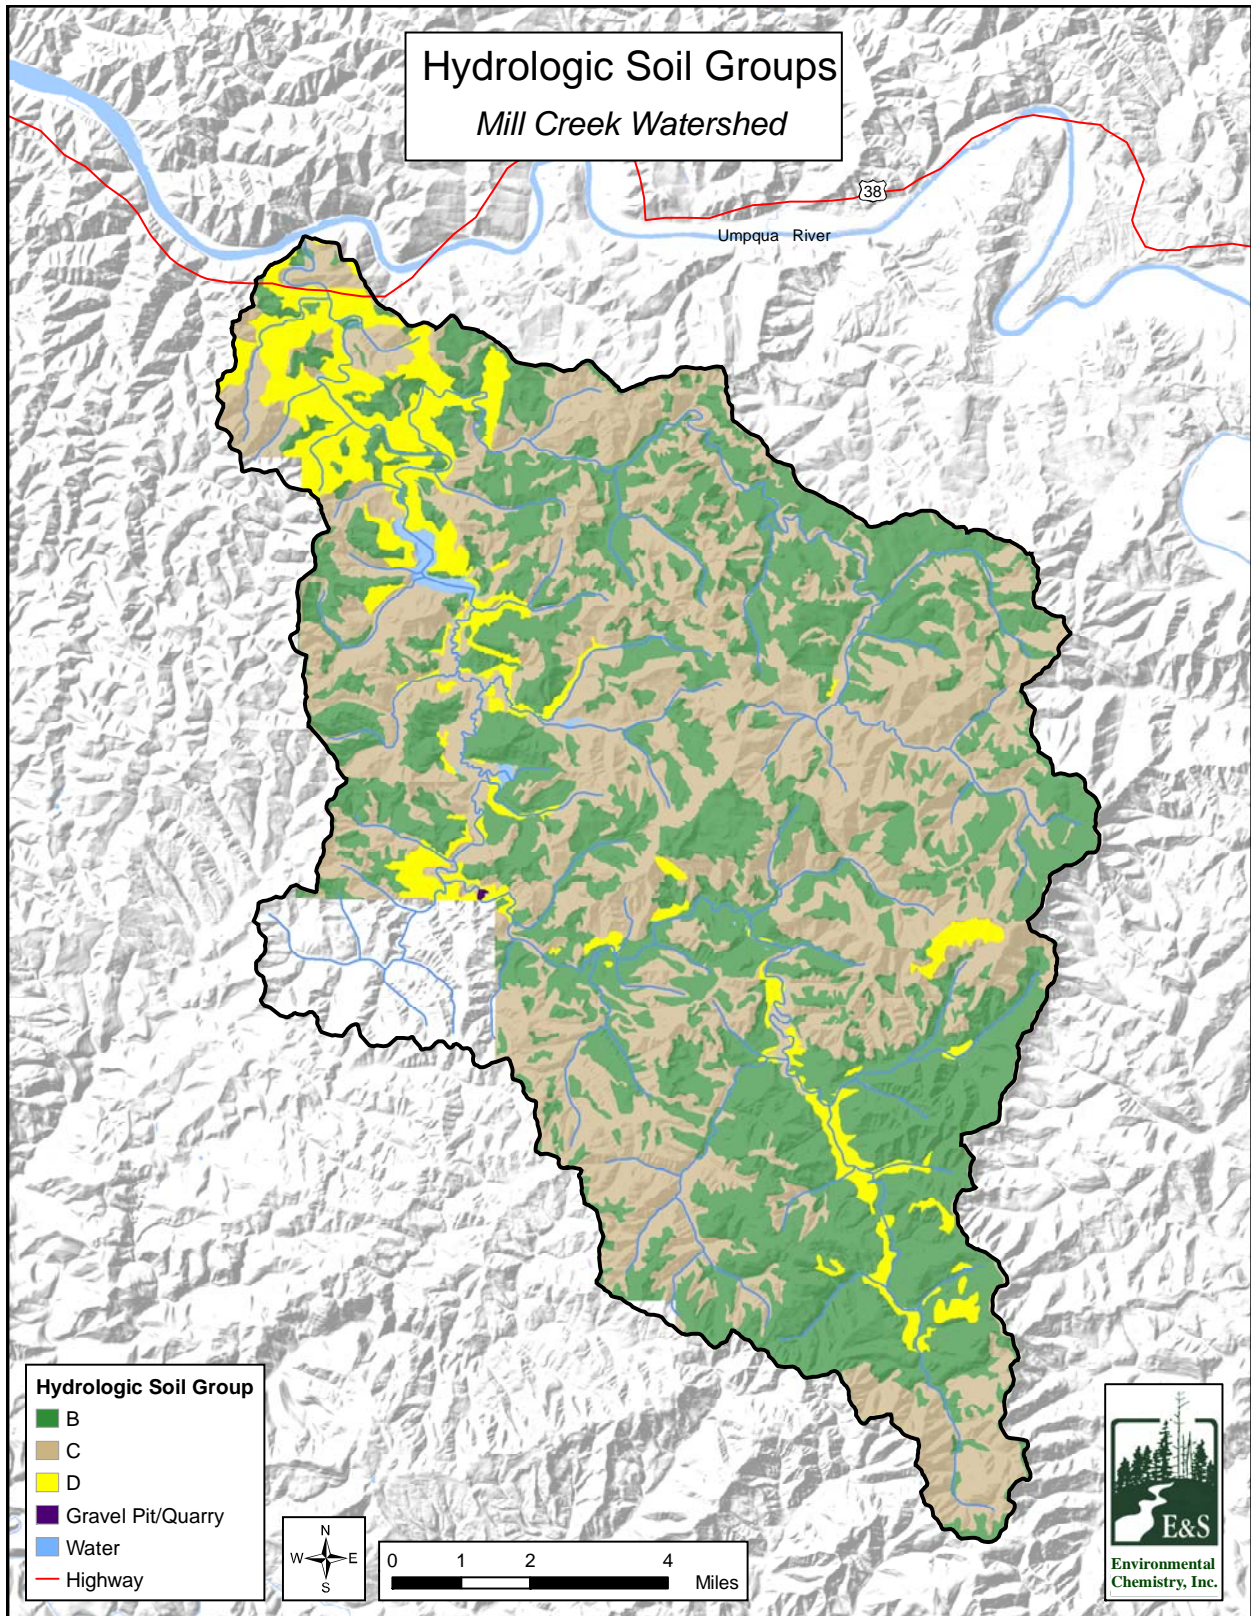 Hydrologic Soil Groups
Mill Creek Watershed
38
Umpqua River
Hydrologic Soil Group
B
C
D
Gravel Pit/Quarry
Water
Highway
N
W E
S
0 1 2 4
Miles
E&S
Environmental
Chemistry, Inc.